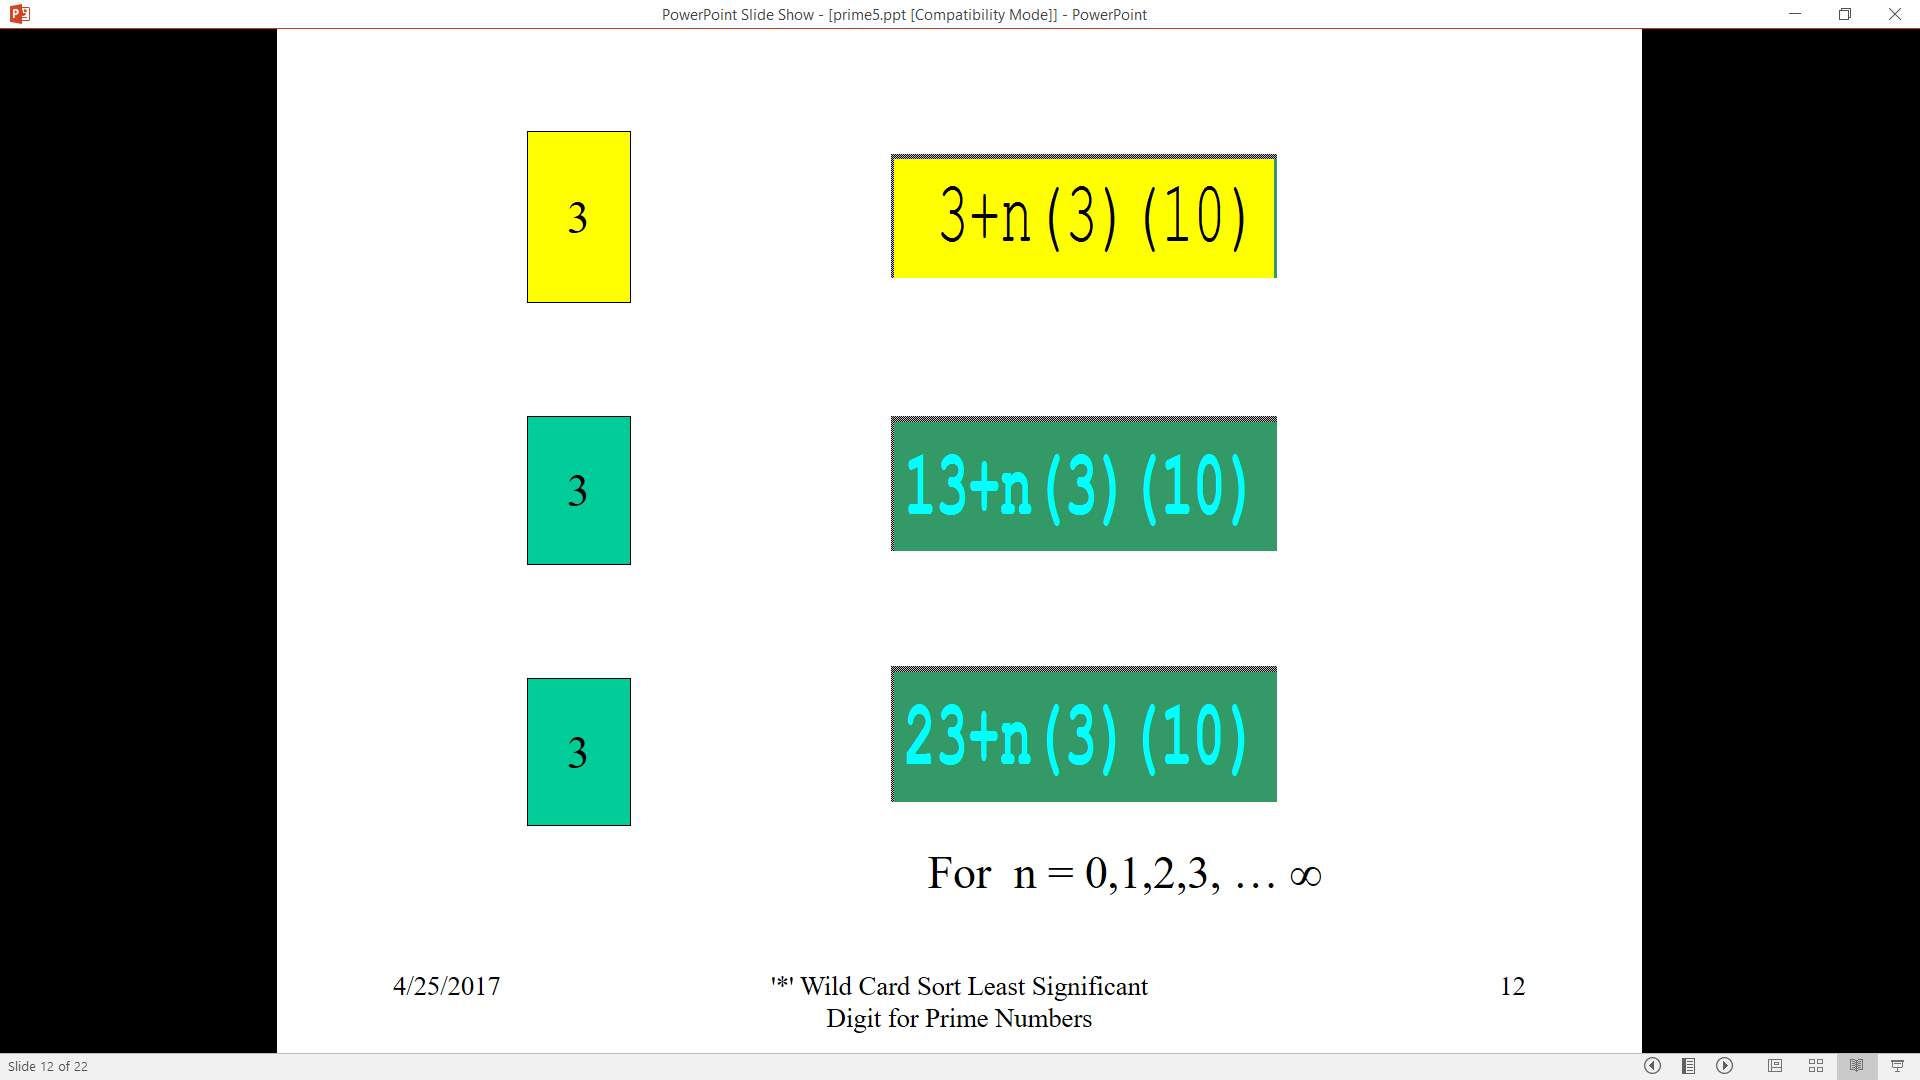 PowerPoint Slide Show - [prime5.ppt [Compatibility Mode]] - PowerPoint
3
3+n(3)(10)
3
13+n(3)(10)
3
23+n(3)(10)
For n = 0,1,2,3, … ∞
4/25/2017
'*' Wild Card Sort Least Significant
Digit for Prime Numbers
12
Slide 12 of 22